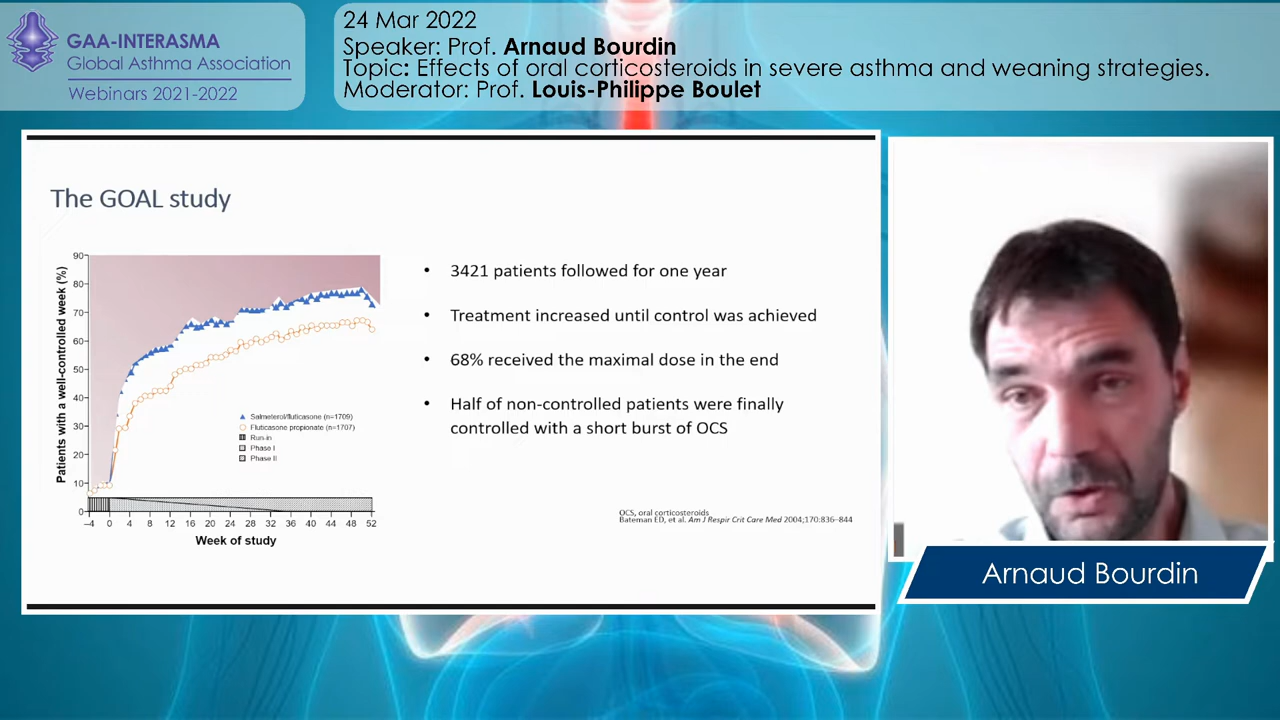 GAA-INTERASMA
Global Asthma Association
Webinars 2021-2022
24 Mar 2022
Speaker: Prof. Arnaud Bourdin
Topic: Effects of oral corticosteroids in severe asthma and weaning strategies.
Moderator: Prof. Louis-Philippe Boulet
The GOAL study
Patients with a well-controlled week (%)
90
80
70
60
50
40
30
20
10
0
Salmeterol/fluticasone (n=1709)
Fluticasone propionate (n=1707)
Run-in
Phase I
Phase II
–4 0 4 8 12 16 20 24 28 32 36 40 44 48 52
Week of study
• 3421 patients followed for one year
• Treatment increased until control was achieved
• 68% received the maximal dose in the end
• Half of non-controlled patients were finally
controlled with a short burst of OCS
OCS, oral corticosteroids
Bateman ED, et al. Am J Respir Crit Care Med 2004;170:836–844
Arnaud Bourdin